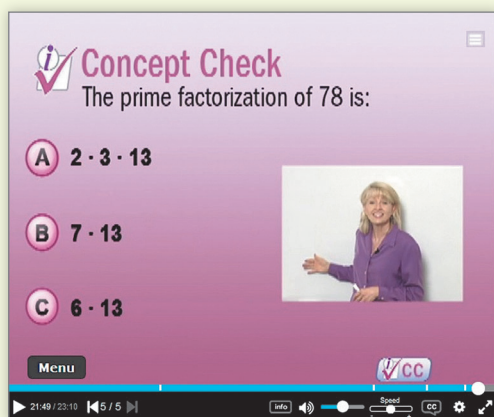 Concept Check
The prime factorization of 78 is:
A 2 · 3 · 13
B 7 · 13
C 6 · 13
Menu
CC
21:49 / 23:10 5 / 5 info Speed CC